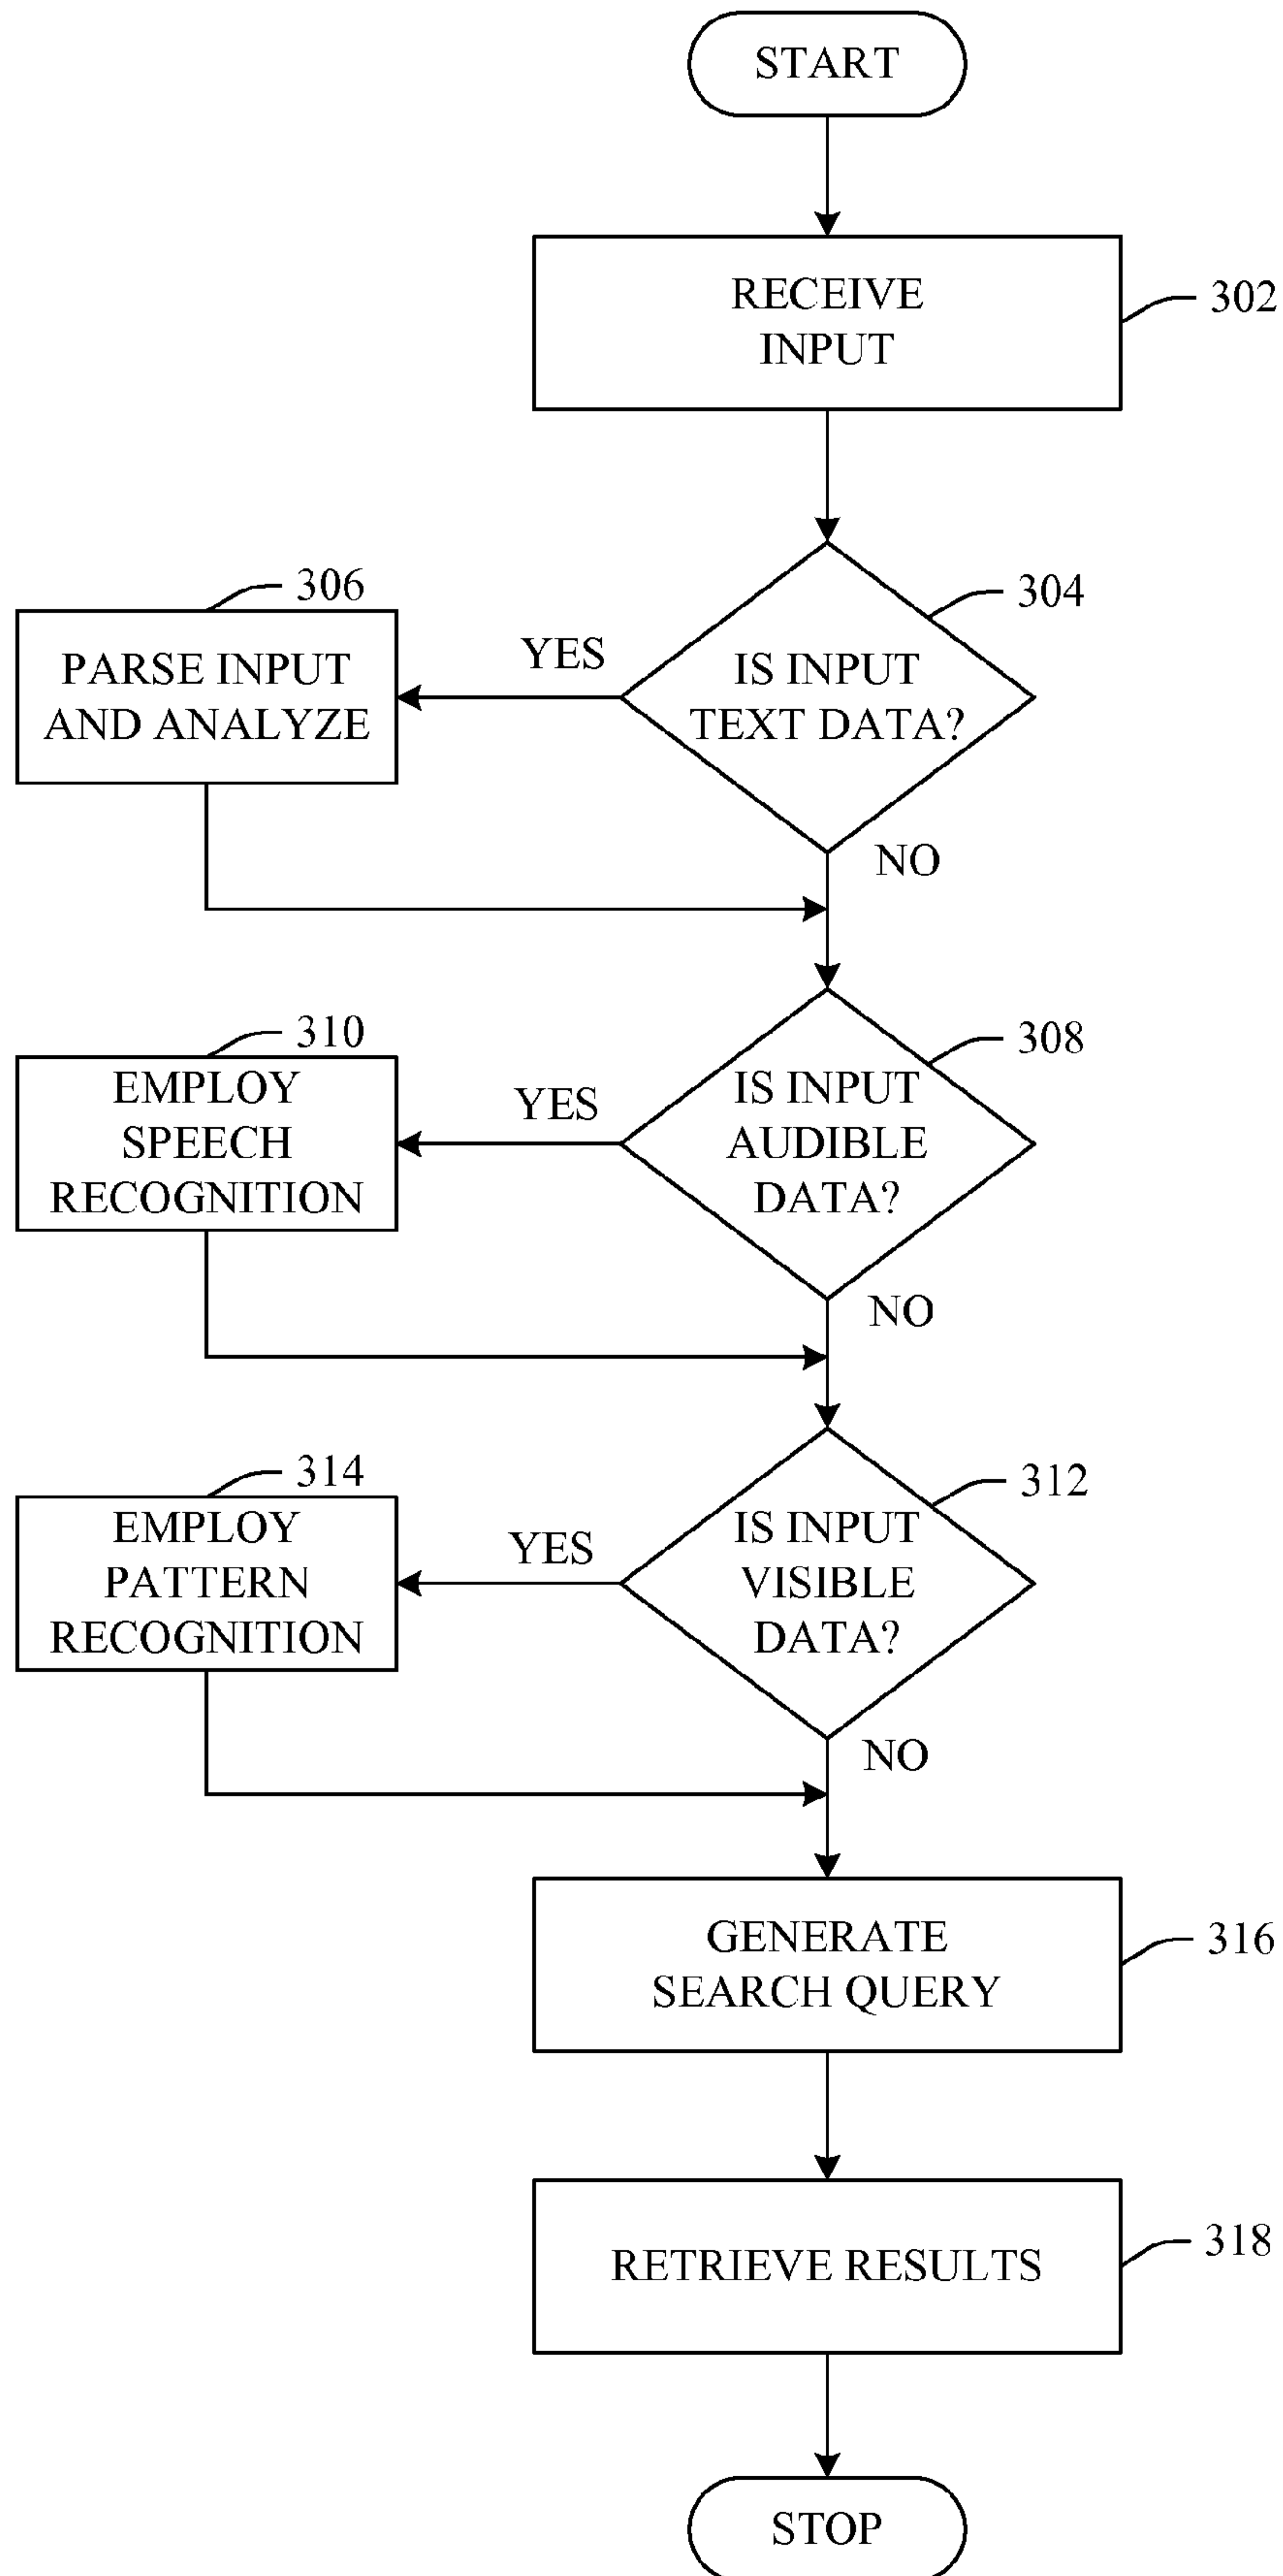 START
RECEIVE
INPUT
302
304
IS INPUT
TEXT DATA?
YES
306
PARSE INPUT
AND ANALYZE
NO
308
IS INPUT
AUDIBLE
DATA?
YES
310
EMPLOY
SPEECH
RECOGNITION
NO
312
IS INPUT
VISIBLE
DATA?
YES
314
EMPLOY
PATTERN
RECOGNITION
NO
GENERATE
SEARCH QUERY
316
RETRIEVE RESULTS
318
STOP